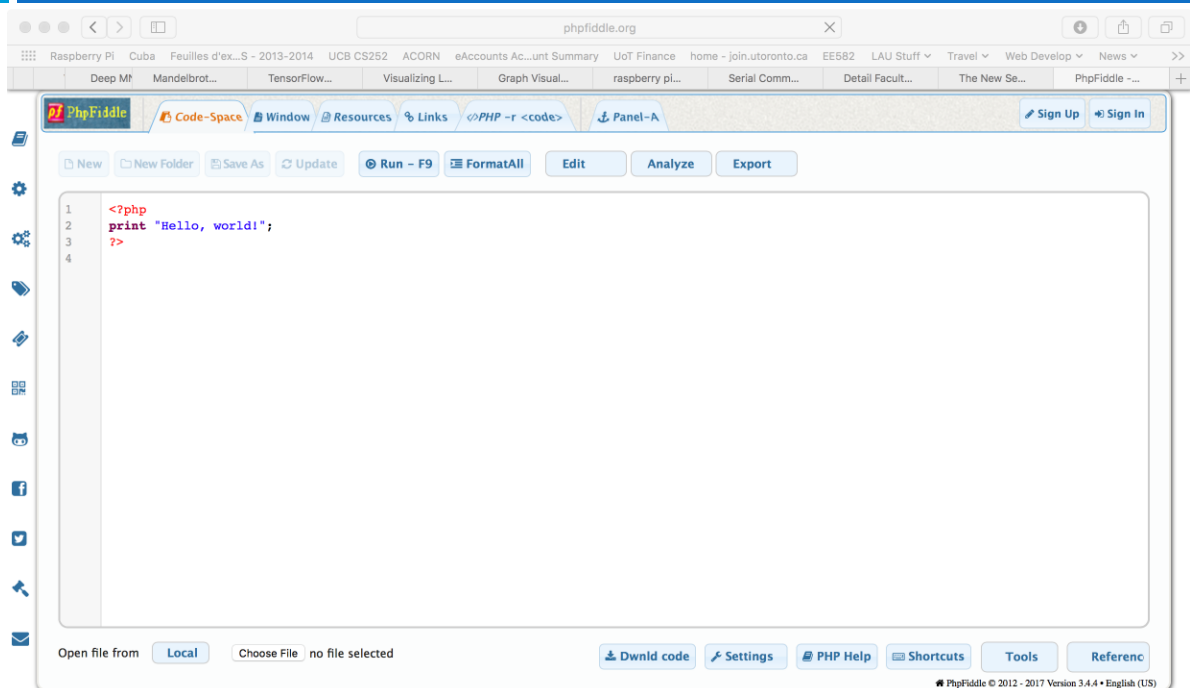 phpfiddle.org
Raspberry Pi Cuba Feuilles d'ex...S - 2013-2014 UCB CS252 ACORN eAccounts Ac...unt Summary UoT Finance home - join.utoronto.ca EE582 LAU Stuff Travel Web Develop News >>
Deep MN Mandelbrot... TensorFlow... Visualizing L... Graph Visual... raspberry pi... Serial Comm... Detail Facult... The New Se... PhpFiddle -... +
pf PhpFiddle Code-Space Window Resources Links <>PHP -r <code> Panel-A Sign Up Sign In
New New Folder Save As Update Run - F9 FormatAll Edit Analyze Export
1 <?php
2 print "Hello, world!";
3 ?>
4
Open file from Local Choose File no file selected Dwnld code Settings PHP Help Shortcuts Tools Referenc
PhpFiddle © 2012 - 2017 Version 3.4.4 • English (US)